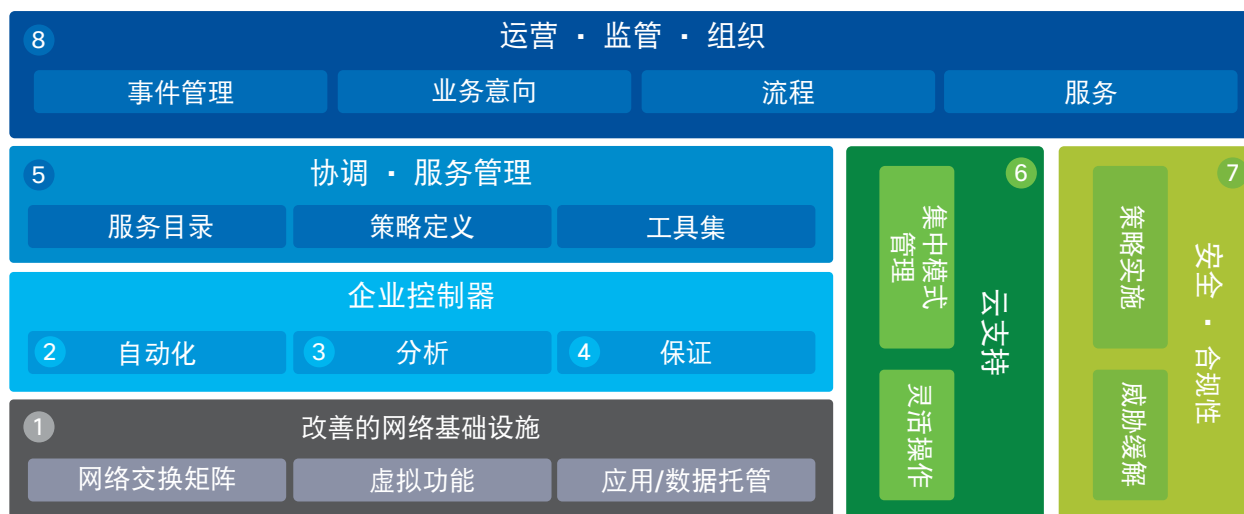 8
运营 · 监管 · 组织
事件管理
业务意向
流程
服务
5
协调 · 服务管理
服务目录
策略定义
工具集
企业控制器
2
自动化
3
分析
4
保证
1
改善的网络基础设施
网络交换矩阵
虚拟功能
应用/数据托管
6
集中模式
管理
灵活操作
云支持
7
策略实施
威胁缓解
安全 · 合规性